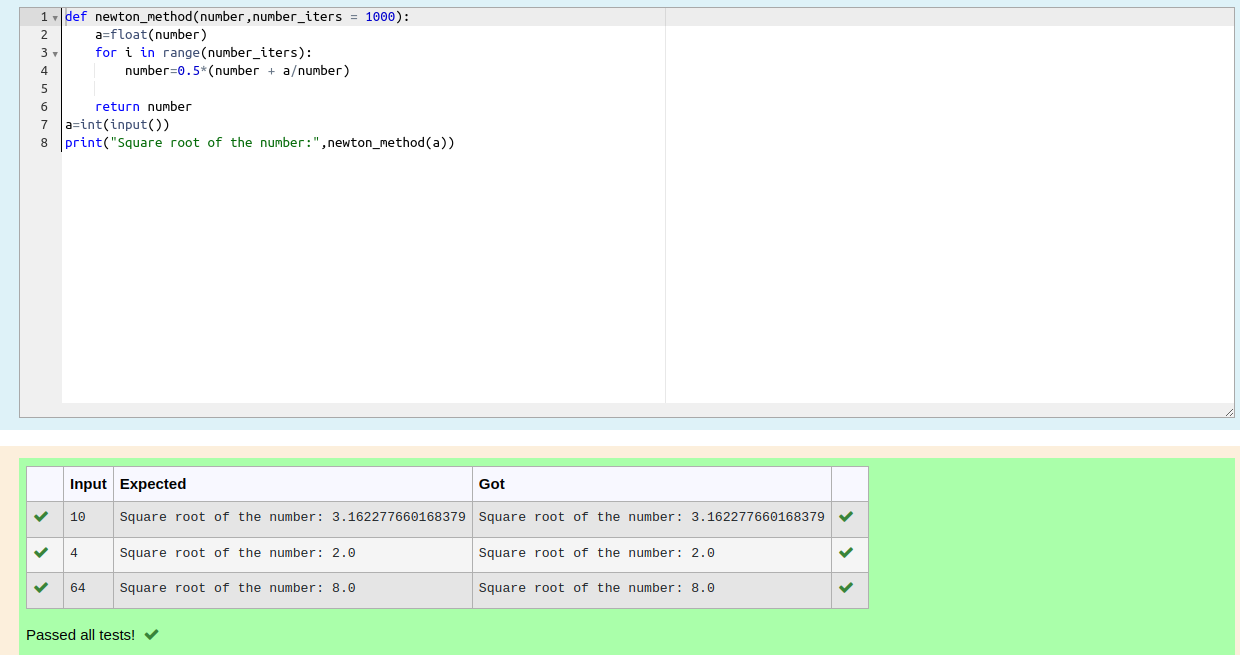 1 def newton_method(number,number_iters = 1000):
2     a=float(number)
3     for i in range(number_iters):
4         number=0.5*(number + a/number)
5
6     return number
7 a=int(input())
8 print("Square root of the number:",newton_method(a))
Input Expected Got
10 Square root of the number: 3.162277660168379 Square root of the number: 3.162277660168379
4 Square root of the number: 2.0 Square root of the number: 2.0
64 Square root of the number: 8.0 Square root of the number: 8.0
Passed all tests!